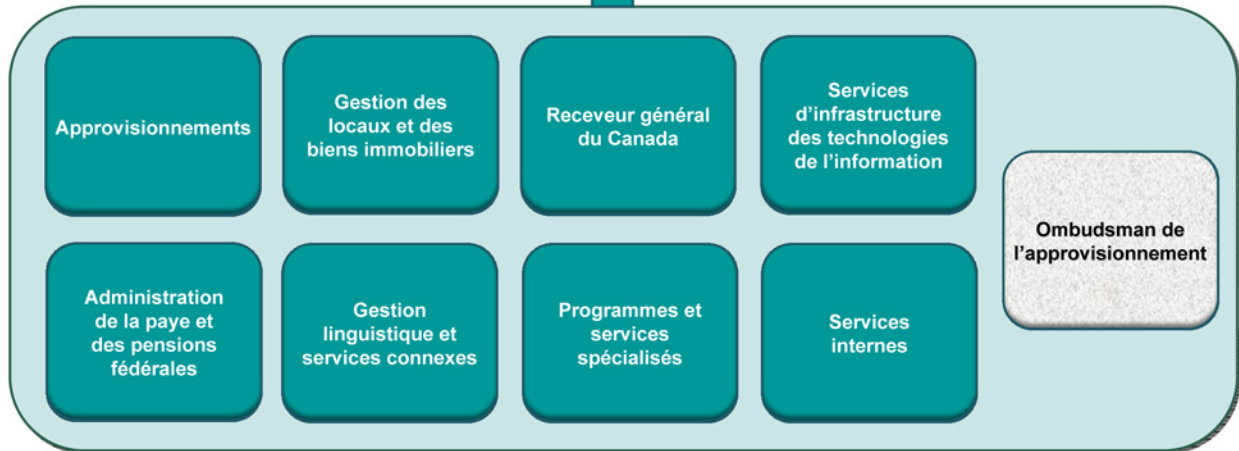 Approvisionnements
Gestion des
locaux et des
biens immobiliers
Receveur général
du Canada
Services
d’infrastructure
des technologies
de l’information
Ombudsman de
l’approvisionnement
Administration
de la paye et
des pensions
fédérales
Gestion
linguistique et
services connexes
Programmes et
services
spécialisés
Services
internes